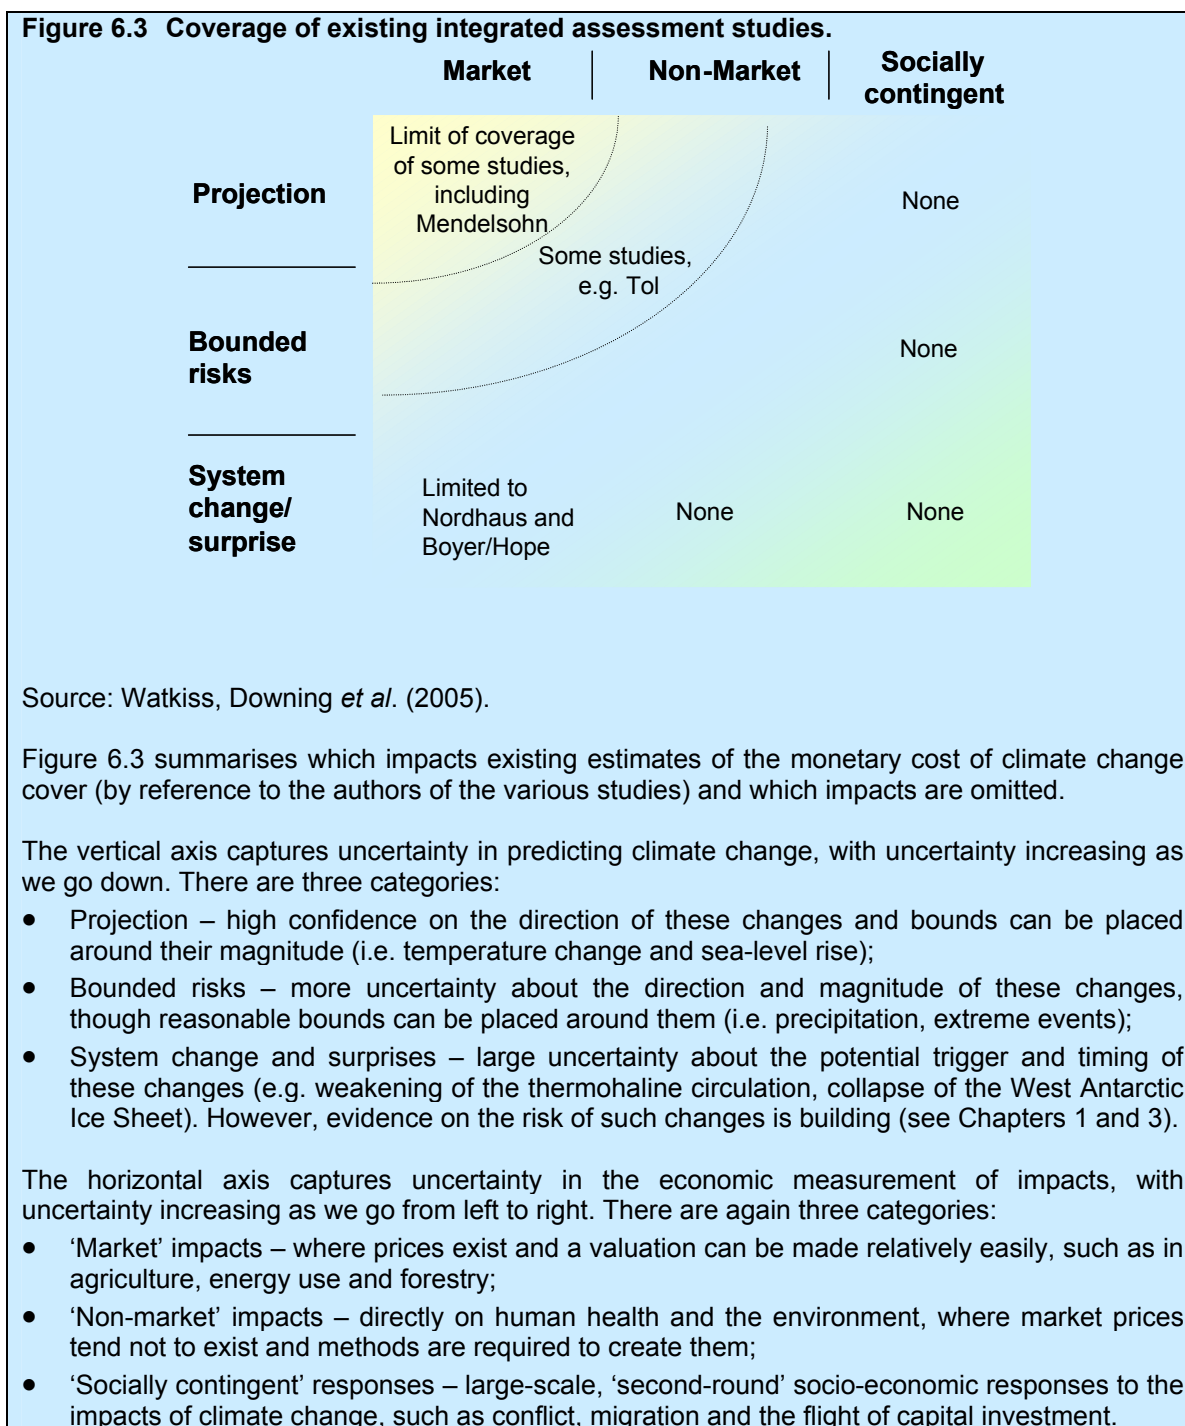 Figure 6.3 Coverage of existing integrated assessment studies.
Market
Non-Market
Socially
contingent
Projection
Limit of coverage
of some studies,
including
Mendelsohn
None
Some studies,
e.g. Tol
Bounded
risks
None
System
change/
surprise
Limited to
Nordhaus and
Boyer/Hope
None
None
Source: Watkiss, Downing et al. (2005).
Figure 6.3 summarises which impacts existing estimates of the monetary cost of climate change
cover (by reference to the authors of the various studies) and which impacts are omitted.
The vertical axis captures uncertainty in predicting climate change, with uncertainty increasing as
we go down. There are three categories:
• Projection – high confidence on the direction of these changes and bounds can be placed
around their magnitude (i.e. temperature change and sea-level rise);
• Bounded risks – more uncertainty about the direction and magnitude of these changes,
though reasonable bounds can be placed around them (i.e. precipitation, extreme events);
• System change and surprises – large uncertainty about the potential trigger and timing of
these changes (e.g. weakening of the thermohaline circulation, collapse of the West Antarctic
Ice Sheet). However, evidence on the risk of such changes is building (see Chapters 1 and 3).
The horizontal axis captures uncertainty in the economic measurement of impacts, with
uncertainty increasing as we go from left to right. There are again three categories:
• ‘Market’ impacts – where prices exist and a valuation can be made relatively easily, such as in
agriculture, energy use and forestry;
• ‘Non-market’ impacts – directly on human health and the environment, where market prices
tend not to exist and methods are required to create them;
• ‘Socially contingent’ responses – large-scale, ‘second-round’ socio-economic responses to the
impacts of climate change, such as conflict, migration and the flight of capital investment.